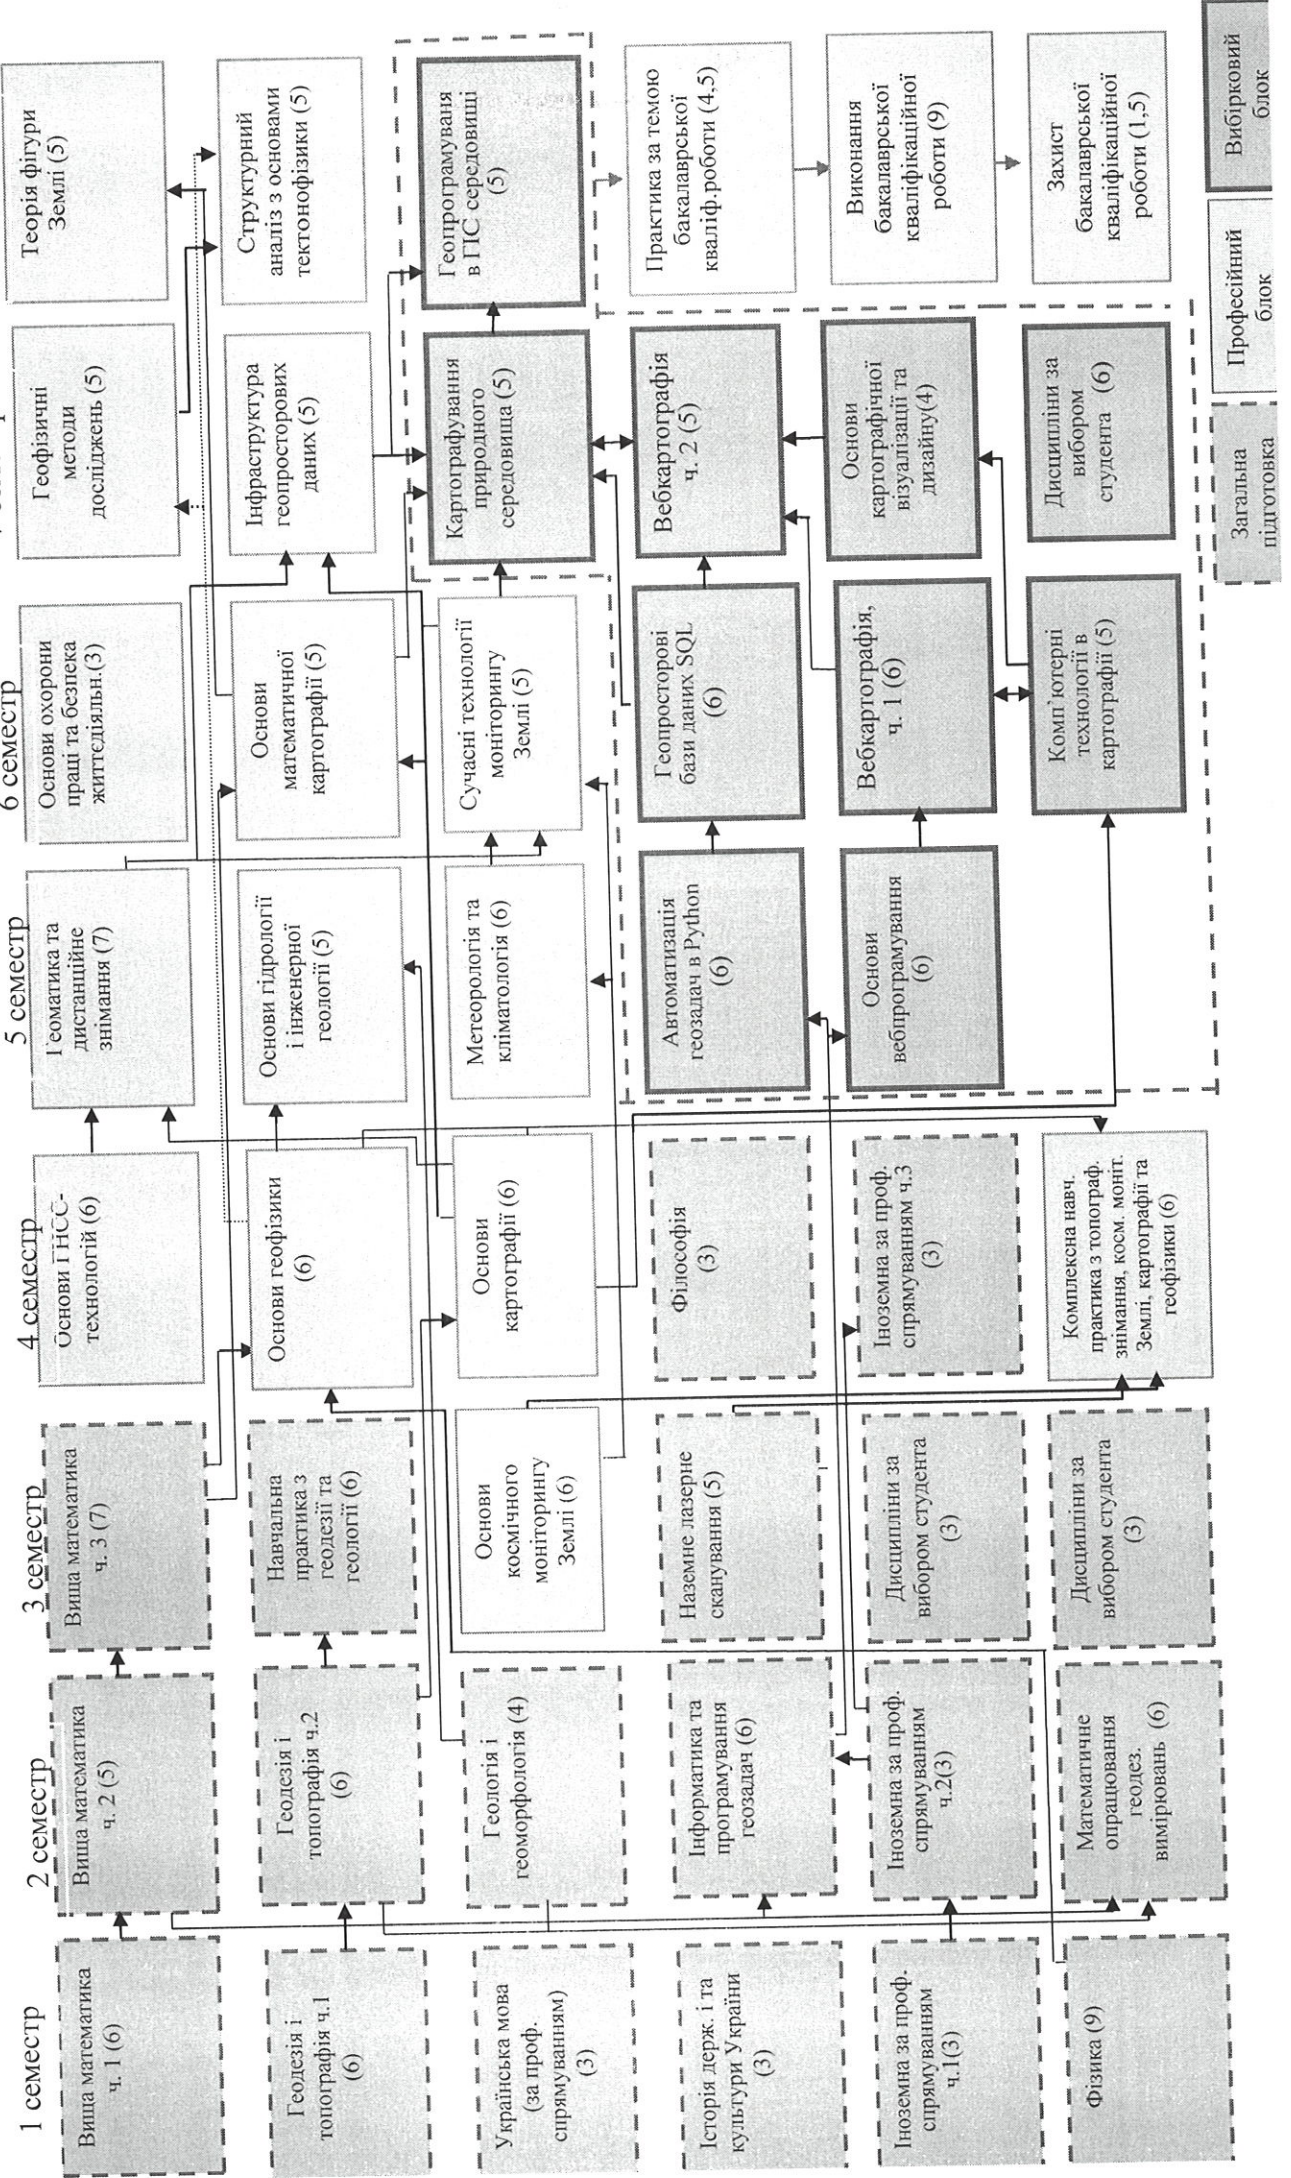 1 семестр
Вища математика
ч. 1 (6)
Геодезія і
топографія ч.1
(6)
Українська мова
(за проф.
спрямуванням)
(3)
Історія держ. і та
культури України
(3)
Іноземна за проф.
спрямуванням
ч.1(3)
Фізика (9)
2 семестр
Вища математика
ч. 2 (5)
Геодезія і
топографія ч.2
(6)
Геологія і
геоморфологія (4)
Інформатика та
програмування
геозадач (6)
Іноземна за проф.
спрямуванням
ч.2(3)
Математичне
опрацювання
геодез.
вимірювань (6)
3 семестр
Вища математика
ч. 3 (7)
Навчальна
практика з
геодезії та
геології (6)
Основи
космічного
моніторингу
Землі (6)
Наземне лазерне
сканування (5)
Дисципліни за
вибором студента
(3)
Дисципліни за
вибором студента
(3)
4 семестр
Основи ГНСС-
технологій (6)
Основи геофізики
(6)
Основи
картографії (6)
Філософія
(3)
Іноземна за проф.
спрямуванням ч.3
(3)
Комплексна навч.
практика з топограф.
знімання, косм. моніт.
Землі, картографії та
геофізики (6)
5 семестр
Геоматика та
дистанційне
знімання (7)
Основи гідрології
і інженерної
геології (5)
Метеорологія та
кліматологія (6)
Автоматизація
геозадач в Python
(6)
Основи
вебпрограмування
(6)
6 семестр
Основи охорони
праці та безпека
життєдіяльн.(3)
Основи
математичної
картографії (5)
Сучасні технології
моніторингу
Землі (5)
Геопросторові
бази даних SQL
(6)
Вебкартографія,
ч. 1 (6)
Комп'ютерні
технології в
картографії (5)
Геофізичні
методи
досліджень (5)
Інфраструктура
геопросторових
даних (5)
Картографування
природного
середовища (5)
Вебкартографія
ч. 2 (5)
Основи
картографічної
візуалізації та
дизайну(4)
Дисципліни за
вибором
студента (6)
Теорія фігури
Землі (5)
Структурний
аналіз з основами
тектонофізики (5)
Геопрограмуваня
в ГІС середовищі
(5)
Практика за темою
бакалаврської
кваліф.роботи (4,5)
Виконання
бакалаврської
кваліфікаційної
роботи (9)
Захист
бакалаврської
кваліфікаційної
роботи (1,5)
Загальна
підготовка
Професійний
блок
Вибірковий
блок